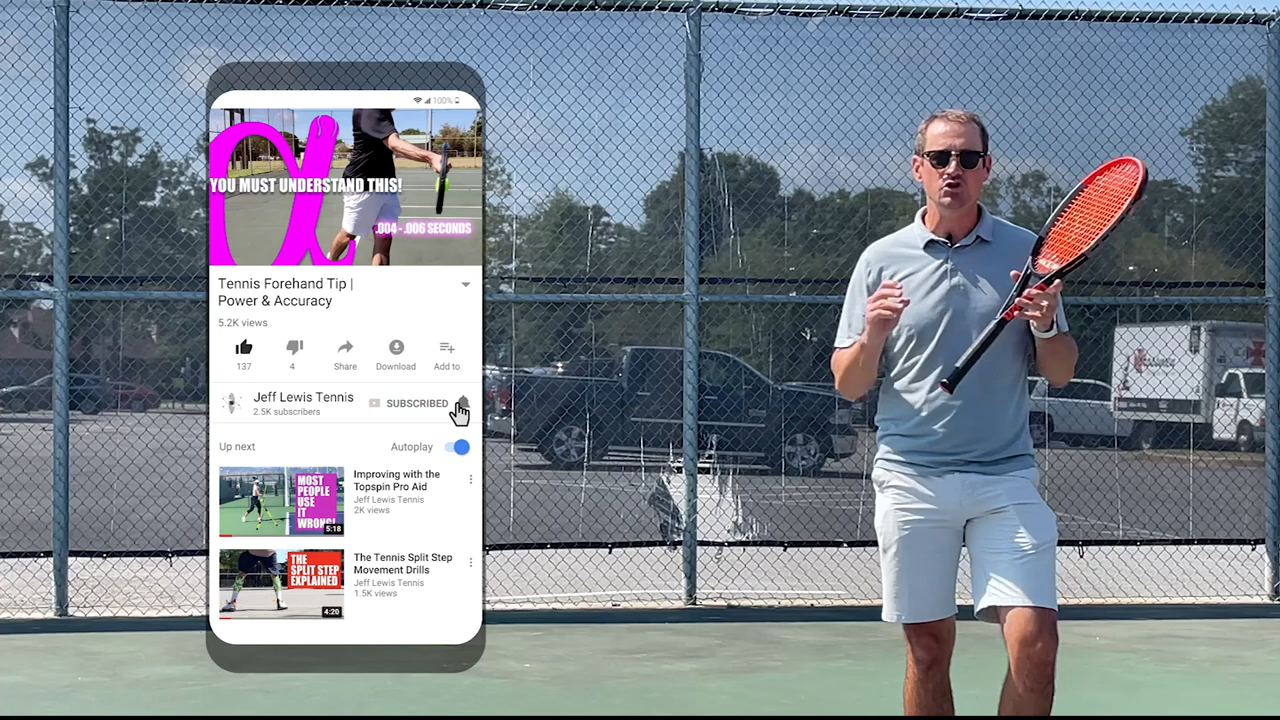 100%
YOU MUST UNDERSTAND THIS!
.004 - .006 SECONDS
Tennis Forehand Tip |
Power & Accuracy
5.2K views
137
4
Share
Download
Add to
Jeff Lewis Tennis
2.5K subscribers
SUBSCRIBED
Up next
Autoplay
MOST
PEOPLE
USE
IT
WRONG!
5:18
Improving with the
Topspin Pro Aid
Jeff Lewis Tennis
2K views
THE
SPLIT STEP
EXPLAINED
4:20
The Tennis Split Step
Movement Drills
Jeff Lewis Tennis
1.5K views